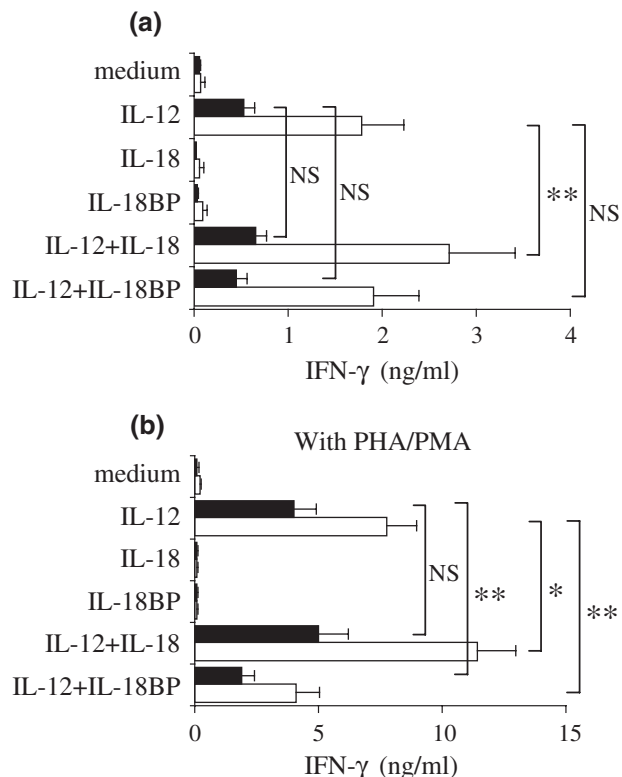 (a)
medium
IL-12
IL-18
IL-18BP
IL-12+IL-18
IL-12+IL-18BP
NS
NS
**
NS
0 1 2 3 4
IFN-γ (ng/ml)
(b)
With PHA/PMA
medium
IL-12
IL-18
IL-18BP
IL-12+IL-18
IL-12+IL-18BP
NS
**
*
**
0 5 10 15
IFN-γ (ng/ml)